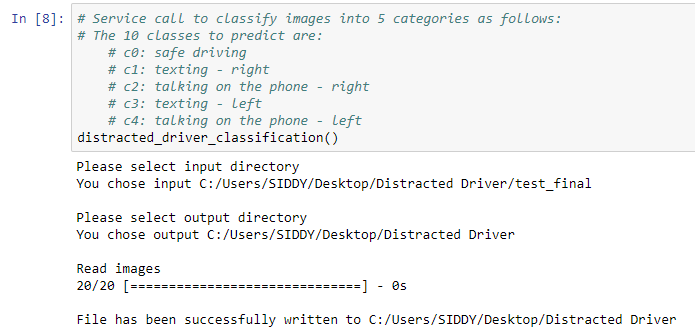 In [8]: # Service call to classify images into 5 categories as follows:
# The 10 classes to predict are:
# c0: safe driving
# c1: texting - right
# c2: talking on the phone - right
# c3: texting - left
# c4: talking on the phone - left
distracted_driver_classification()
Please select input directory
You chose input C:/Users/SIDDY/Desktop/Distracted Driver/test_final
Please select output directory
You chose output C:/Users/SIDDY/Desktop/Distracted Driver
Read images
20/20 [==============================] - 0s
File has been successfully written to C:/Users/SIDDY/Desktop/Distracted Driver